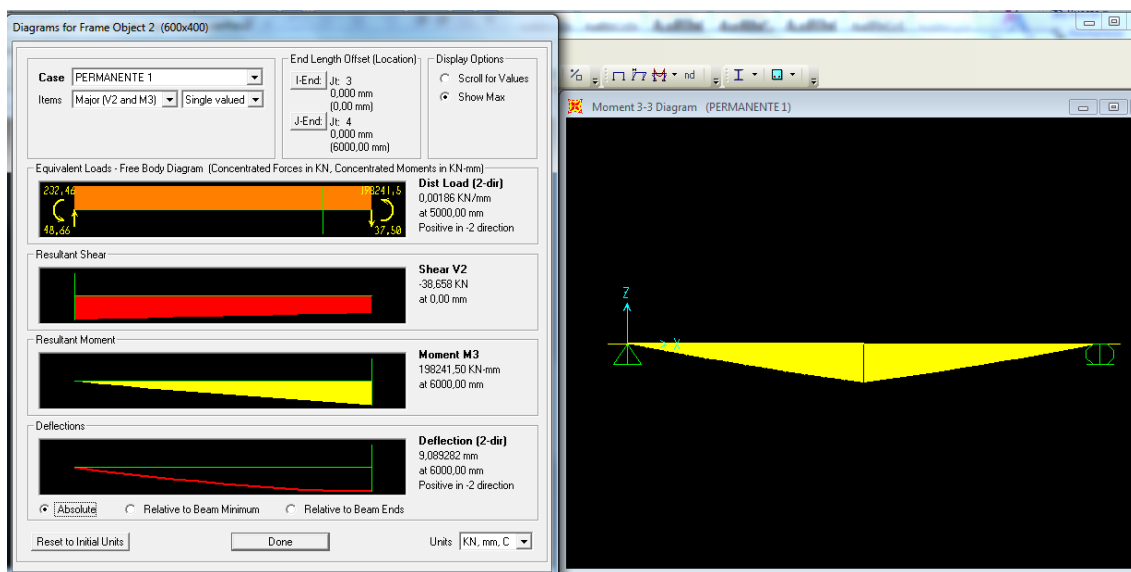 Diagrams for Frame Object 2 (600x400)
Case PERMANENTE 1
Items Major (V2 and M3) Single valued
End Length Offset (Location)
I-End: Jt: 3
0,000 mm
(0,00 mm)
J-End: Jt: 4
0,000 mm
(6000,00 mm)
Display Options
Scroll for Values
Show Max
Equivalent Loads - Free Body Diagram (Concentrated Forces in KN, Concentrated Moments in KN-mm)
232,46 198241,5
48,66 37,50
Dist Load (2-dir)
0,00186 KN/mm
at 5000,00 mm
Positive in -2 direction
Resultant Shear
Shear V2
-38,658 KN
at 0,00 mm
Resultant Moment
Moment M3
198241,50 KN-mm
at 6000,00 mm
Deflections
Deflection (2-dir)
9,089282 mm
at 6000,00 mm
Positive in -2 direction
Absolute Relative to Beam Minimum Relative to Beam Ends
Reset to Initial Units Done Units KN, mm, C
nd
Moment 3-3 Diagram (PERMANENTE 1)
Z
X